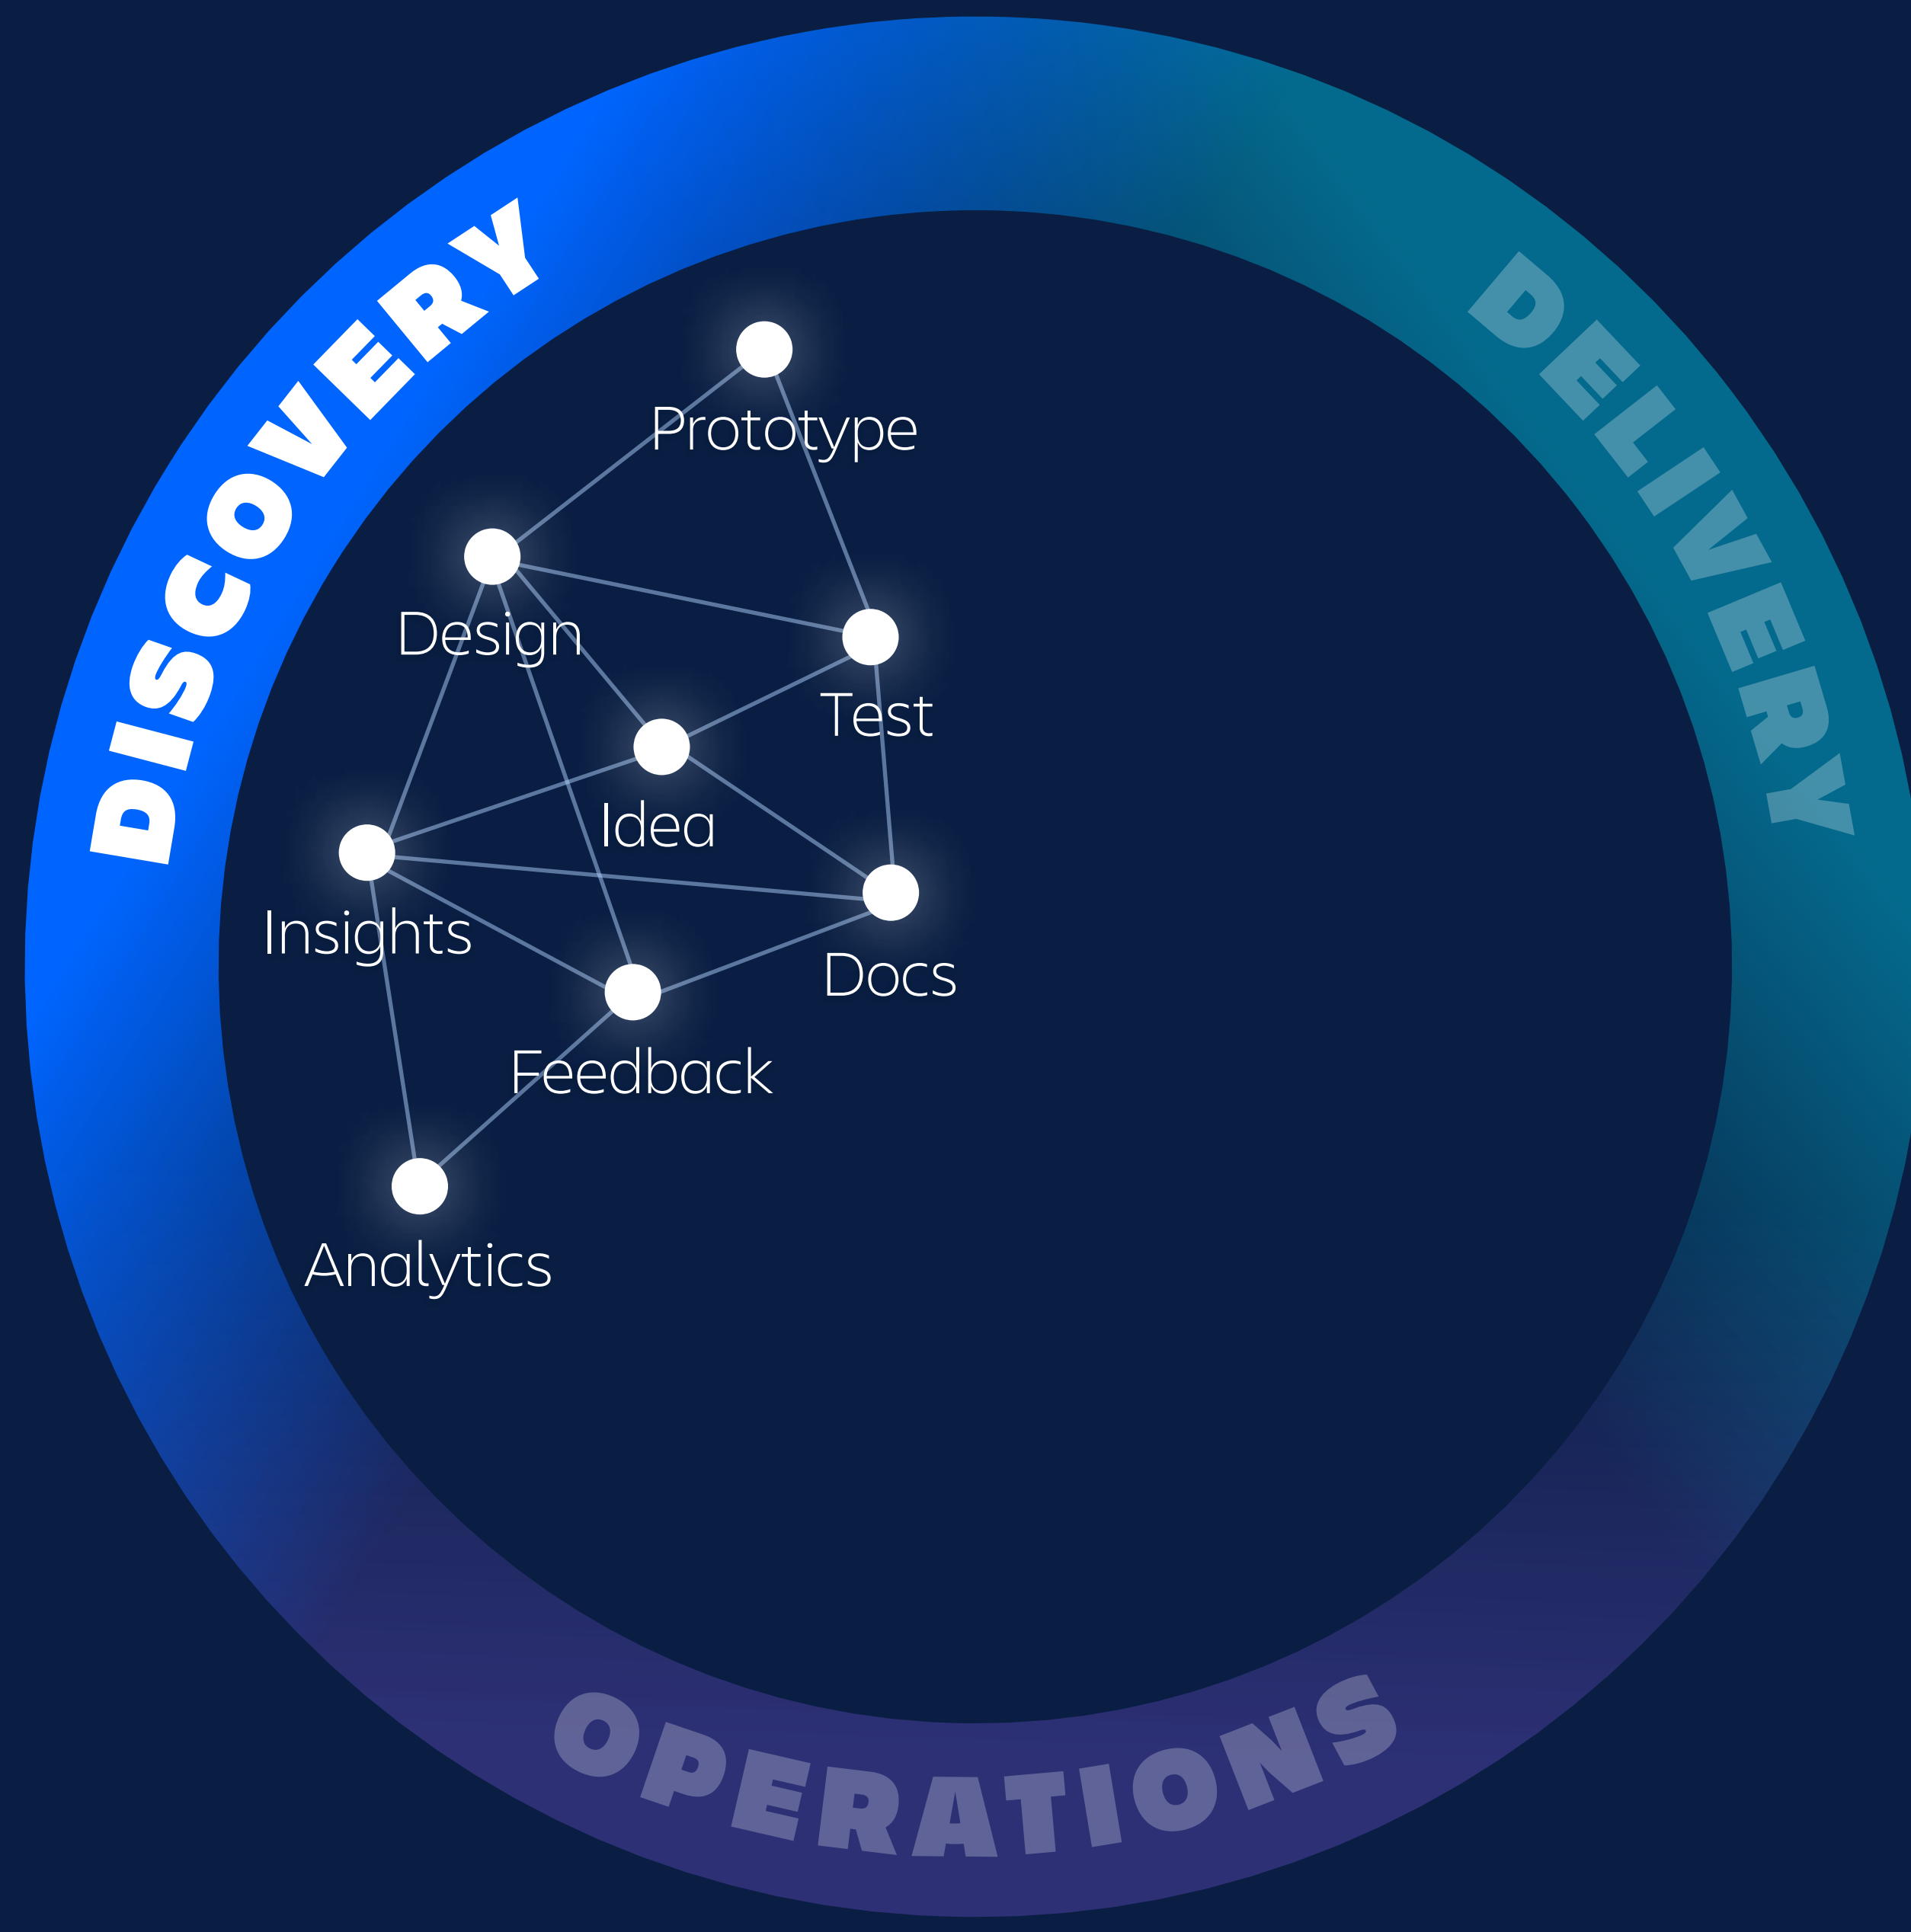 DISCOVERY
DELIVERY
Prototype
Design
Test
Idea
Insights
Docs
Feedback
Analytics
OPERATIONS